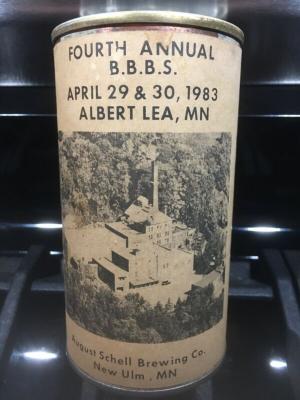 FOURTH ANNUAL
B.B.B.S.
APRIL 29 & 30, 1983
ALBERT LEA, MN
August Schell Brewing Co.
New Ulm, MN